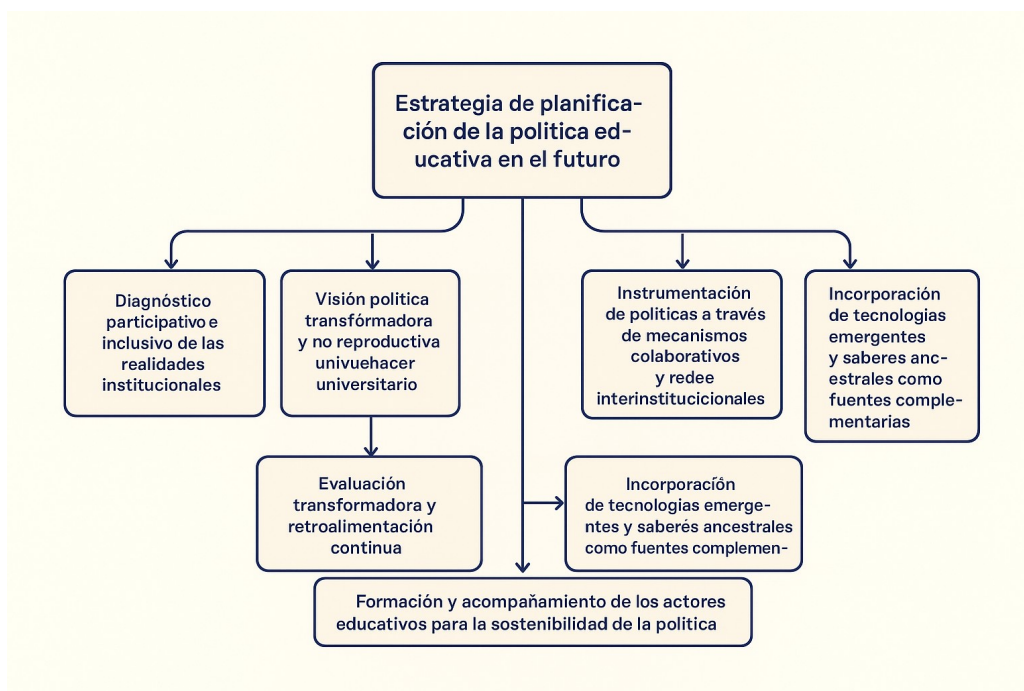 Estrategia de planifica-
ción de la politica ed-
ucativa en el futuro
Diagnóstico
participativo e
inclusivo de las
realidades
institucionales
Visión politica
transfórmadora
y no reproductiva
univuehacer
universitario
Instrumentación
de politicas a través
de mecanismos
colaborativos
y redee
interinstitucicionales
Incorporación
de tecnologias
emergentes
y saberes anc-
estrales como
fuentes comple-
mentarias
Evaluación
transformadora y
retroalimentación
continua
Incorporacíón
de tecnologias emerge-
ntes y saberés ancestrales
como fuentes complemen-
Formación y acompañamiento de los actores
educativos para la sostenibilidad de la politica